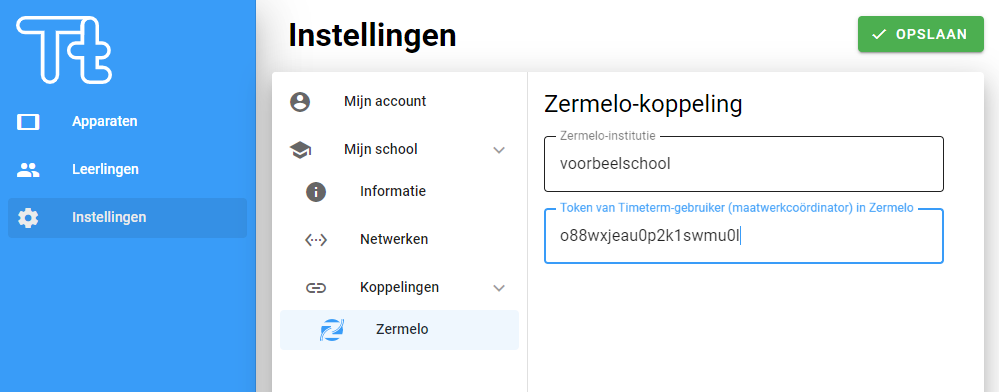 Tt
Apparaten
Leerlingen
Instellingen
Instellingen
OPSLAAN
Mijn account
Mijn school
Informatie
Netwerken
Koppelingen
Zermelo
Zermelo-koppeling
Zermelo-institutie
voorbeelschool
Token van Timeterm-gebruiker (maatwerkcoördinator) in Zermelo
o88wxjeau0p2k1swmu0l